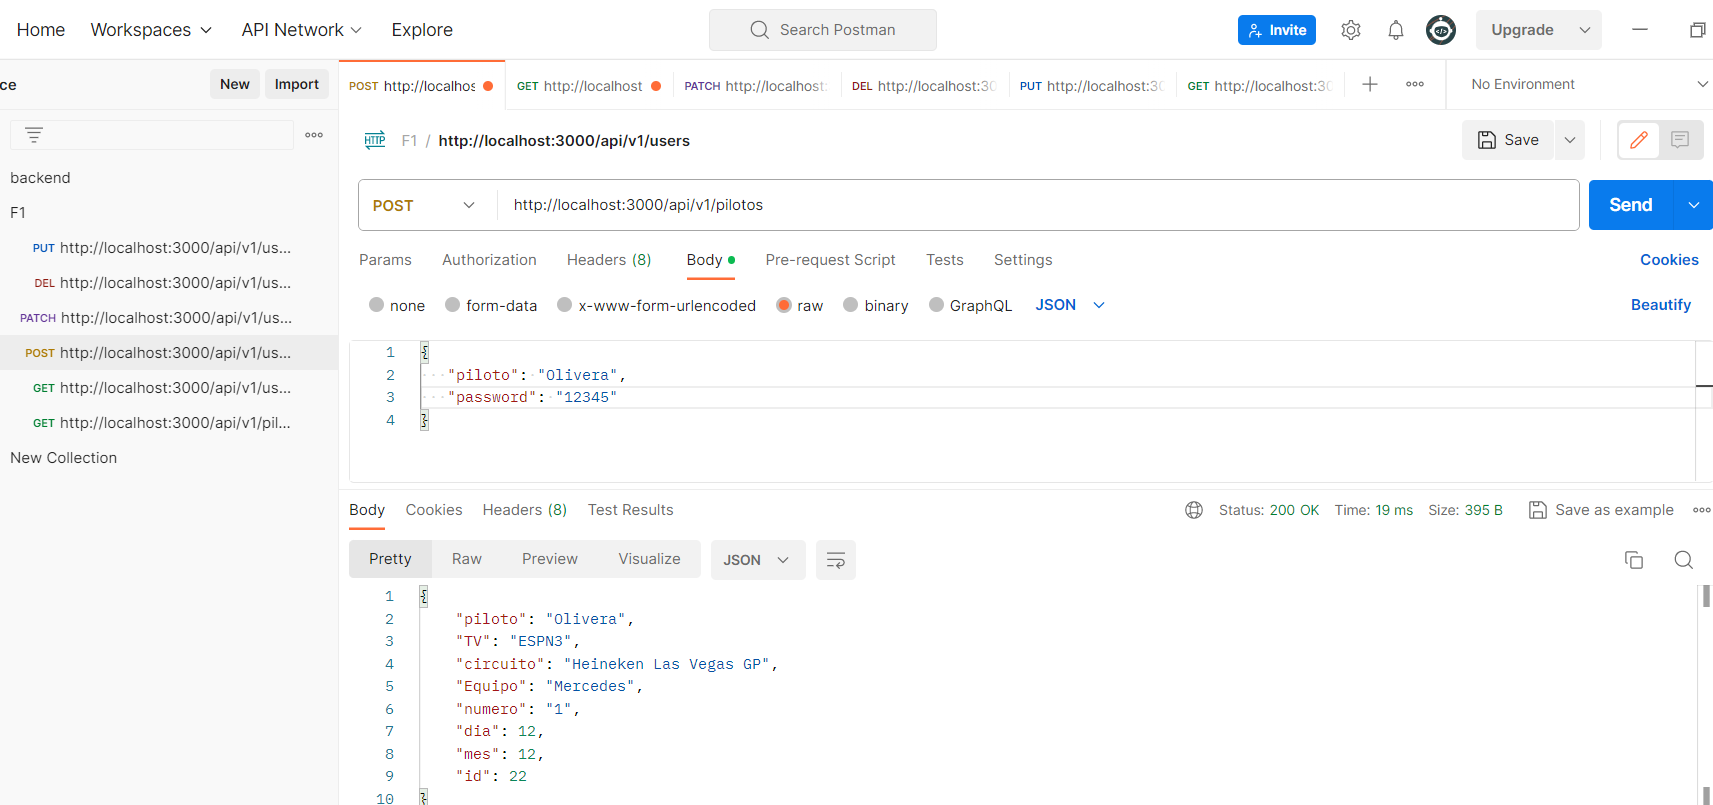 Home Workspaces API Network Explore Search Postman Invite Upgrade
ce New Import POST http://localhos GET http://localhost PATCH http://localhost: DEL http://localhost:30 PUT http://localhost:30 GET http://localhost:30 No Environment
HTTP F1 / http://localhost:3000/api/v1/users Save
backend
F1
PUT http://localhost:3000/api/v1/us...
DEL http://localhost:3000/api/v1/us...
PATCH http://localhost:3000/api/v1/us...
POST http://localhost:3000/api/v1/us...
GET http://localhost:3000/api/v1/us...
GET http://localhost:3000/api/v1/pil...
New Collection
POST http://localhost:3000/api/v1/pilotos Send
Params Authorization Headers (8) Body Pre-request Script Tests Settings Cookies
none form-data x-www-form-urlencoded raw binary GraphQL JSON Beautify
1 {
2 "piloto": "Olivera",
3 "password": "12345"
4 }
Body Cookies Headers (8) Test Results Status: 200 OK Time: 19 ms Size: 395 B Save as example
Pretty Raw Preview Visualize JSON
1 {
2 "piloto": "Olivera",
3 "TV": "ESPN3",
4 "circuito": "Heineken Las Vegas GP",
5 "Equipo": "Mercedes",
6 "numero": "1",
7 "dia": 12,
8 "mes": 12,
9 "id": 22
10 }